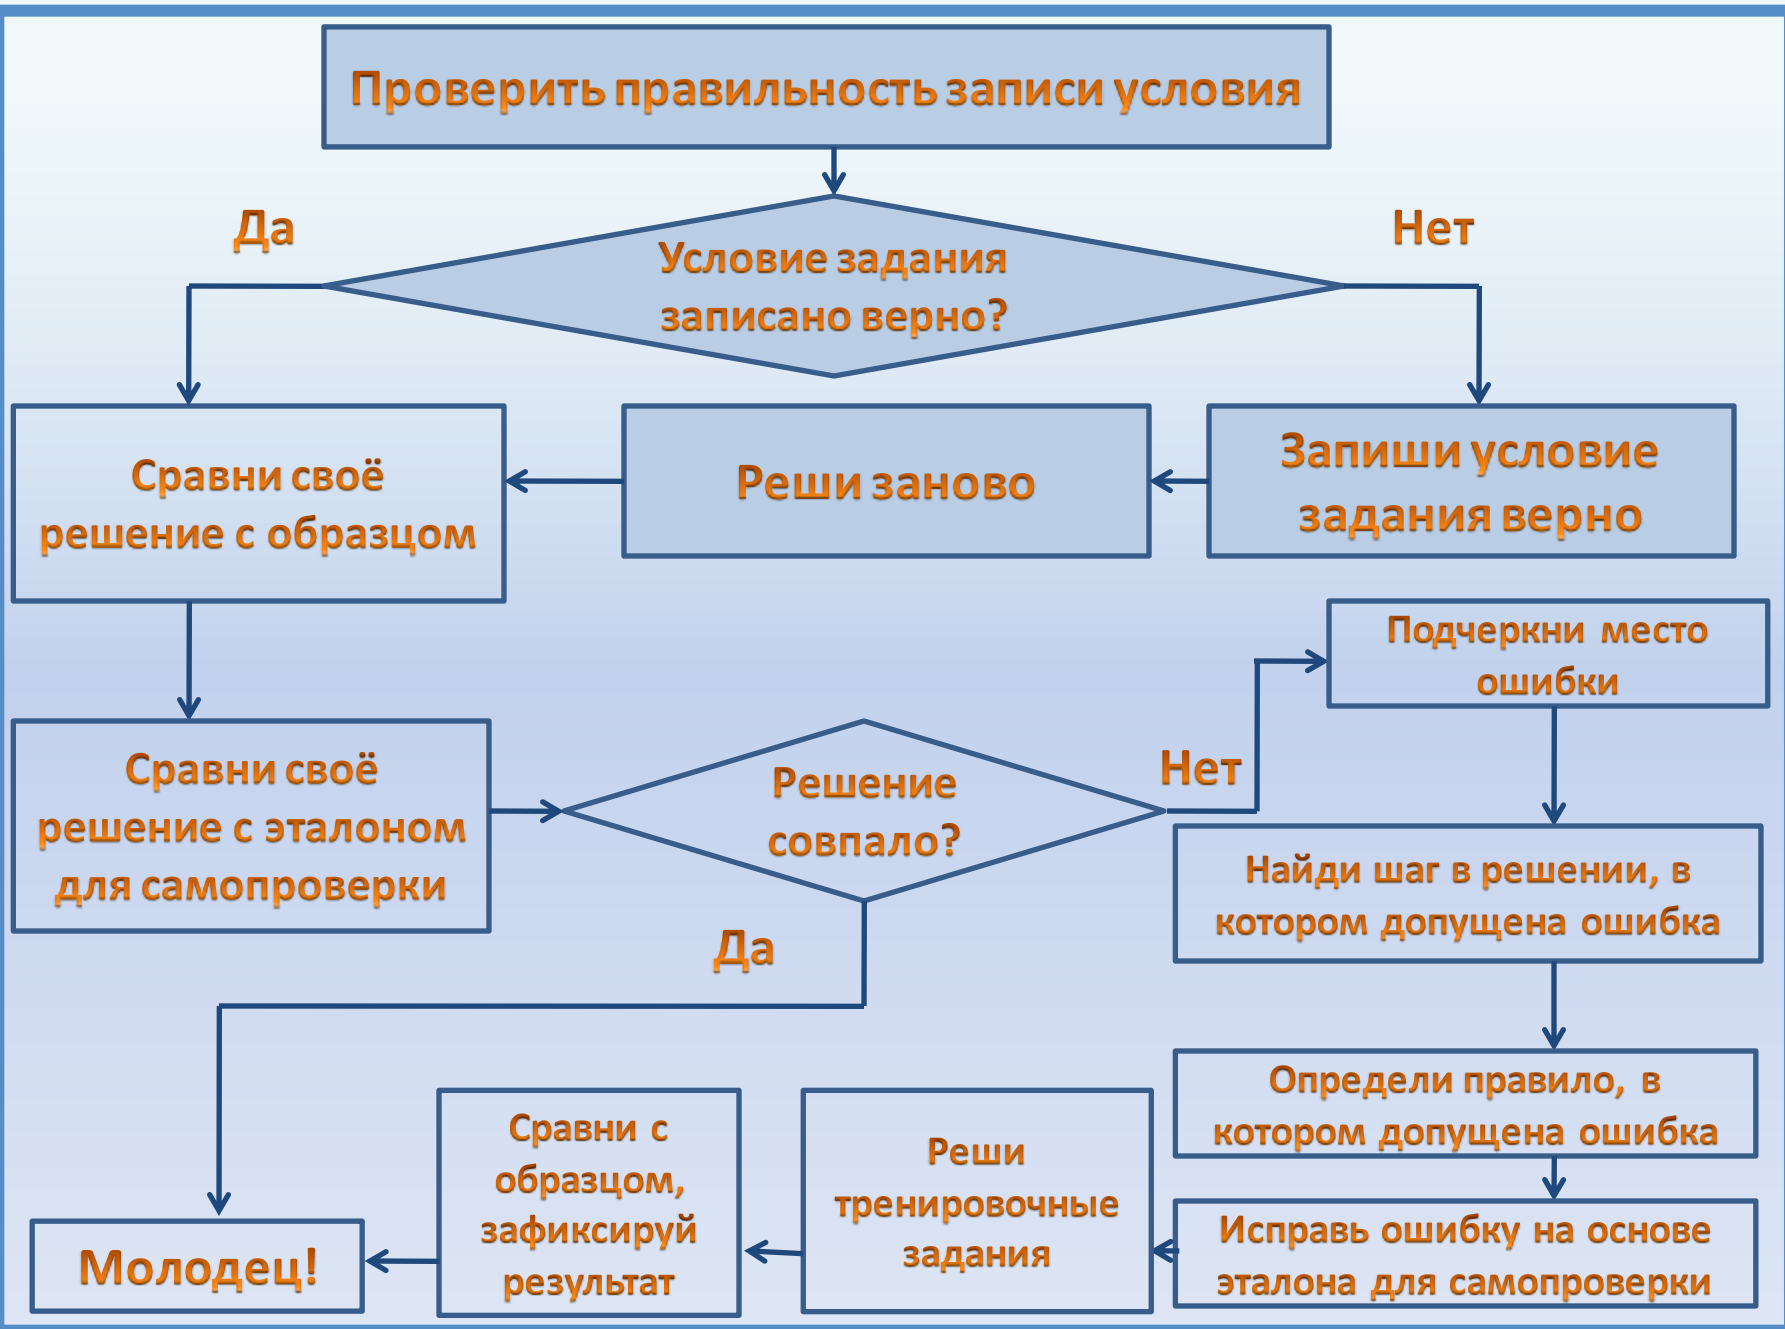 Проверить правильность записи условия
Да
Нет
Условие задания
записано верно?
Сравни своё
решение с образцом
Реши заново
Запиши условие
задания верно
Подчеркни место
ошибки
Сравни своё
решение с эталоном
для самопроверки
Решение
совпало?
Нет
Найди шаг в решении, в
котором допущена ошибка
Да
Определи правило, в
котором допущена ошибка
Исправь ошибку на основе
эталона для самопроверки
Реши
тренировочные
задания
Сравни с
образцом,
зафиксируй
результат
Молодец!